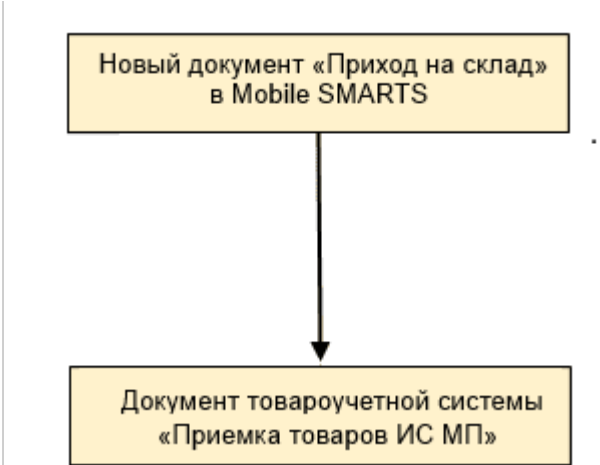 Новый документ «Приход на склад»
в Mobile SMARTS
Документ товароучетной системы
«Приемка товаров ИС МП»